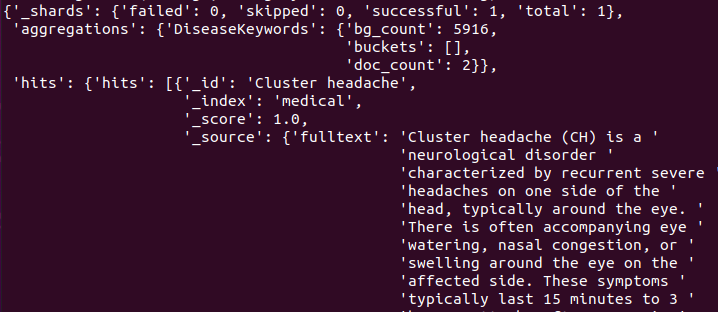 {'_shards': {'failed': 0, 'skipped': 0, 'successful': 1, 'total': 1},
'aggregations': {'DiseaseKeywords': {'bg_count': 5916,
'buckets': [],
'doc_count': 2}},
'hits': {'hits': [{'_id': 'Cluster headache',
'_index': 'medical',
'_score': 1.0,
'_source': {'fulltext': 'Cluster headache (CH) is a '
'neurological disorder '
'characterized by recurrent severe '
'headaches on one side of the '
'head, typically around the eye. '
'There is often accompanying eye '
'watering, nasal congestion, or '
'swelling around the eye on the '
'affected side. These symptoms '
'typically last 15 minutes to 3 '